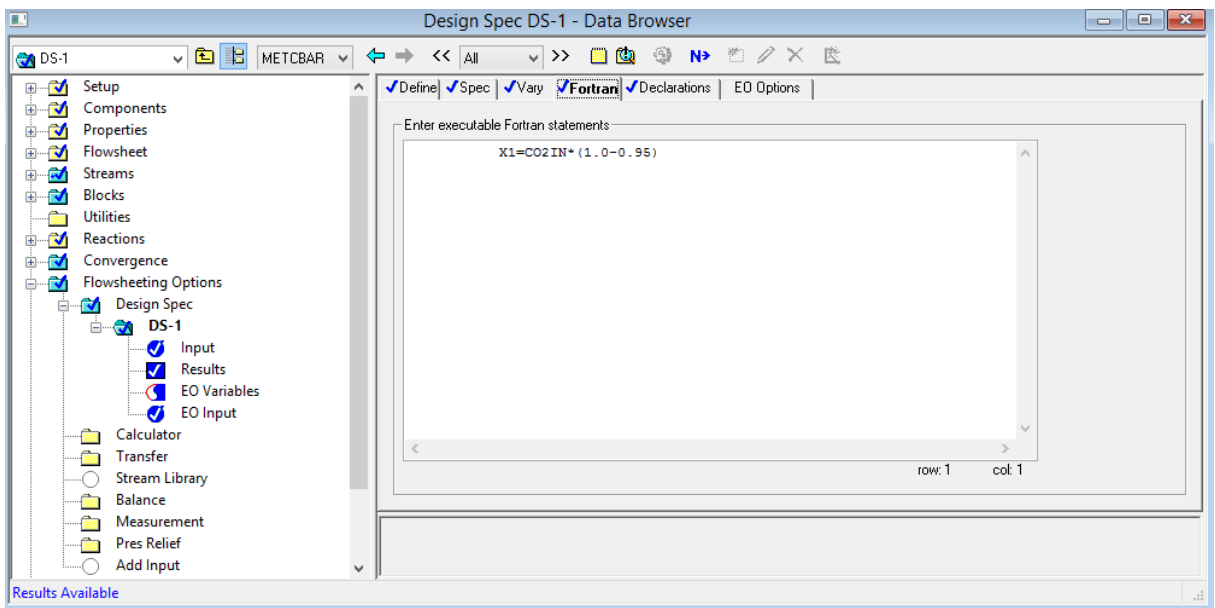 Design Spec DS-1 - Data Browser
DS-1
METCBAR
<< All >>
N>
Setup
Components
Properties
Flowsheet
Streams
Blocks
Utilities
Reactions
Convergence
Flowsheeting Options
Design Spec
DS-1
Input
Results
EO Variables
EO Input
Calculator
Transfer
Stream Library
Balance
Measurement
Pres Relief
Add Input
Define Spec Vary Fortran Declarations EO Options
Enter executable Fortran statements
X1=CO2IN*(1.0-0.95)
row: 1 col: 1
Results Available